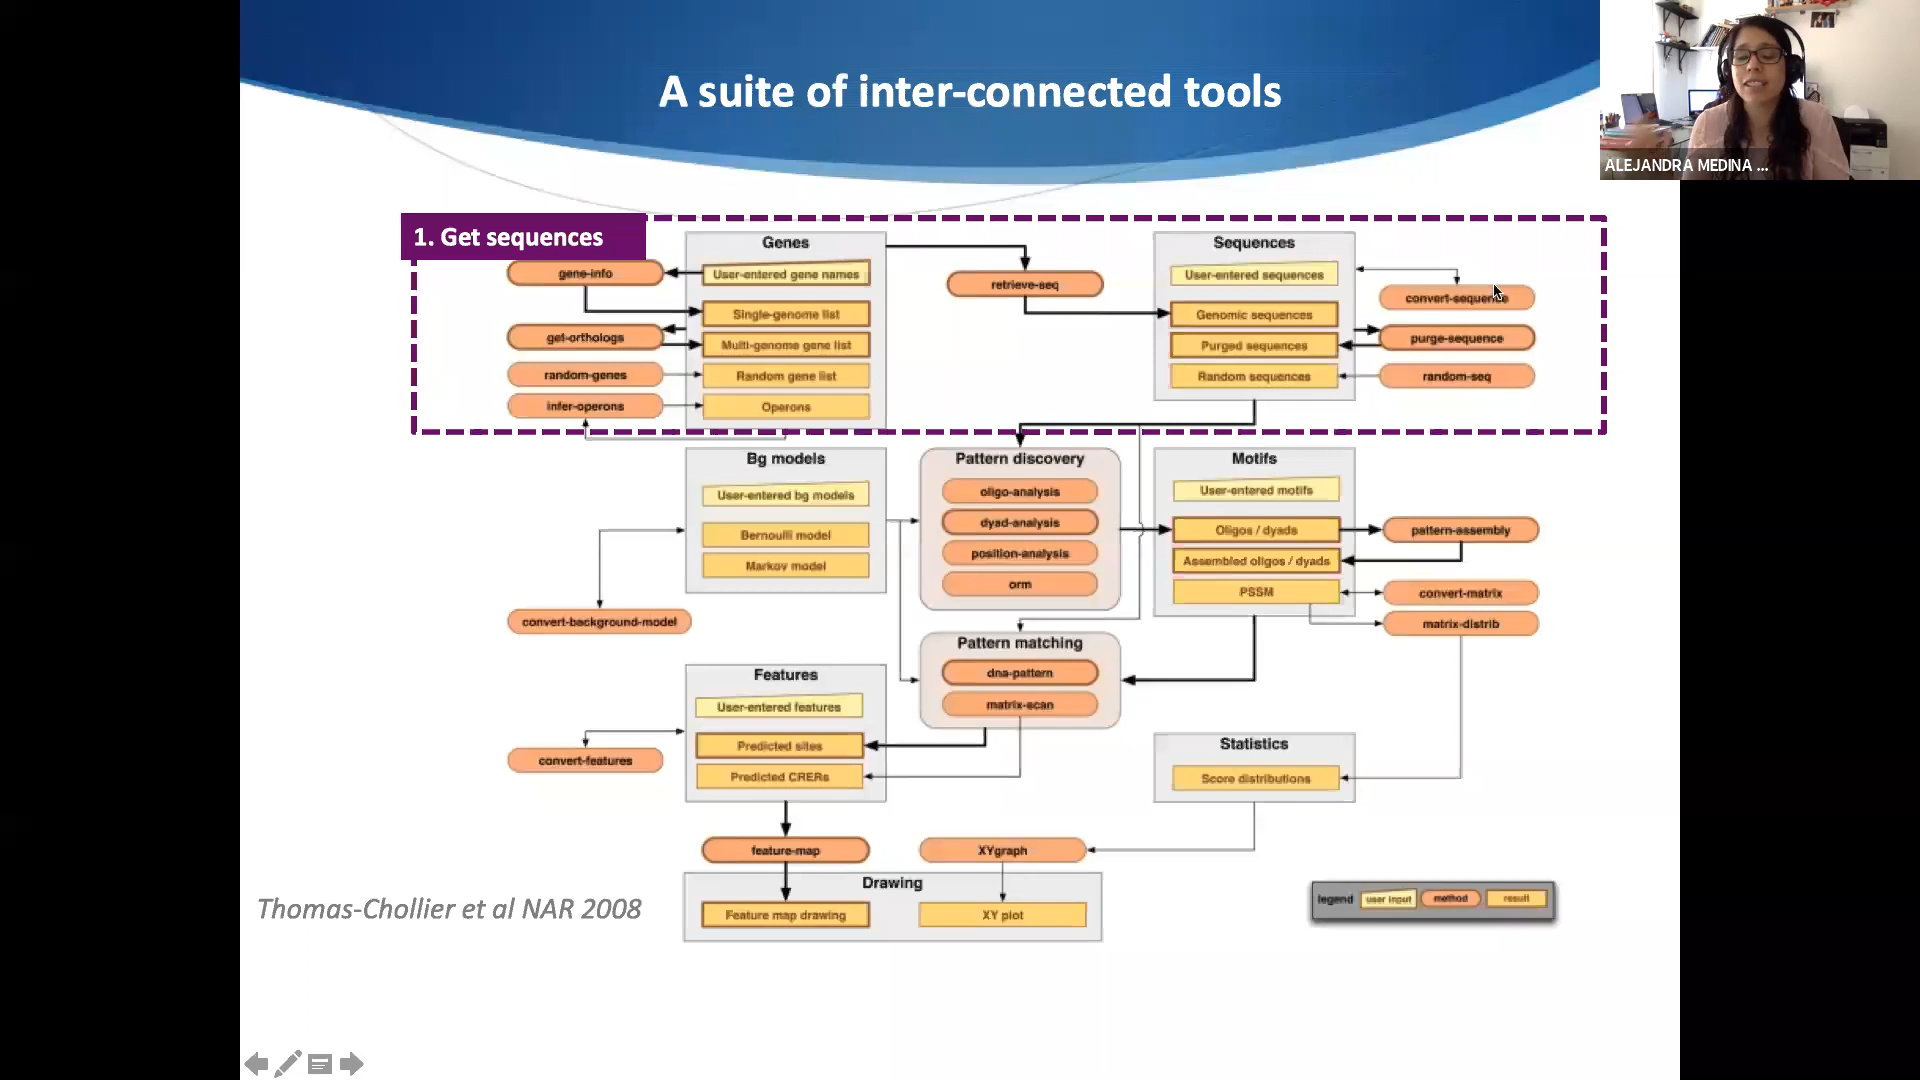 A suite of inter-connected tools
ALEJANDRA MEDINA ...
1. Get sequences
Genes
User-entered gene names
Single-genome list
Multi-genome gene list
Random gene list
Operons
gene-info
get-orthologs
random-genes
infer-operons
retrieve-seq
Sequences
User-entered sequences
Genomic sequences
Purged sequences
Random sequences
convert-sequence
purge-sequence
random-seq
Bg models
User-entered bg models
Bernoulli model
Markov model
convert-background-model
Pattern discovery
oligo-analysis
dyad-analysis
position-analysis
orm
Motifs
User-entered motifs
Oligos / dyads
Assembled oligos / dyads
PSSM
pattern-assembly
convert-matrix
matrix-distrib
Pattern matching
dna-pattern
matrix-scan
Features
User-entered features
Predicted sites
Predicted CRERs
convert-features
Statistics
Score distributions
feature-map
XYgraph
Drawing
Feature map drawing
XY plot
Thomas-Chollier et al NAR 2008
legend user input method result